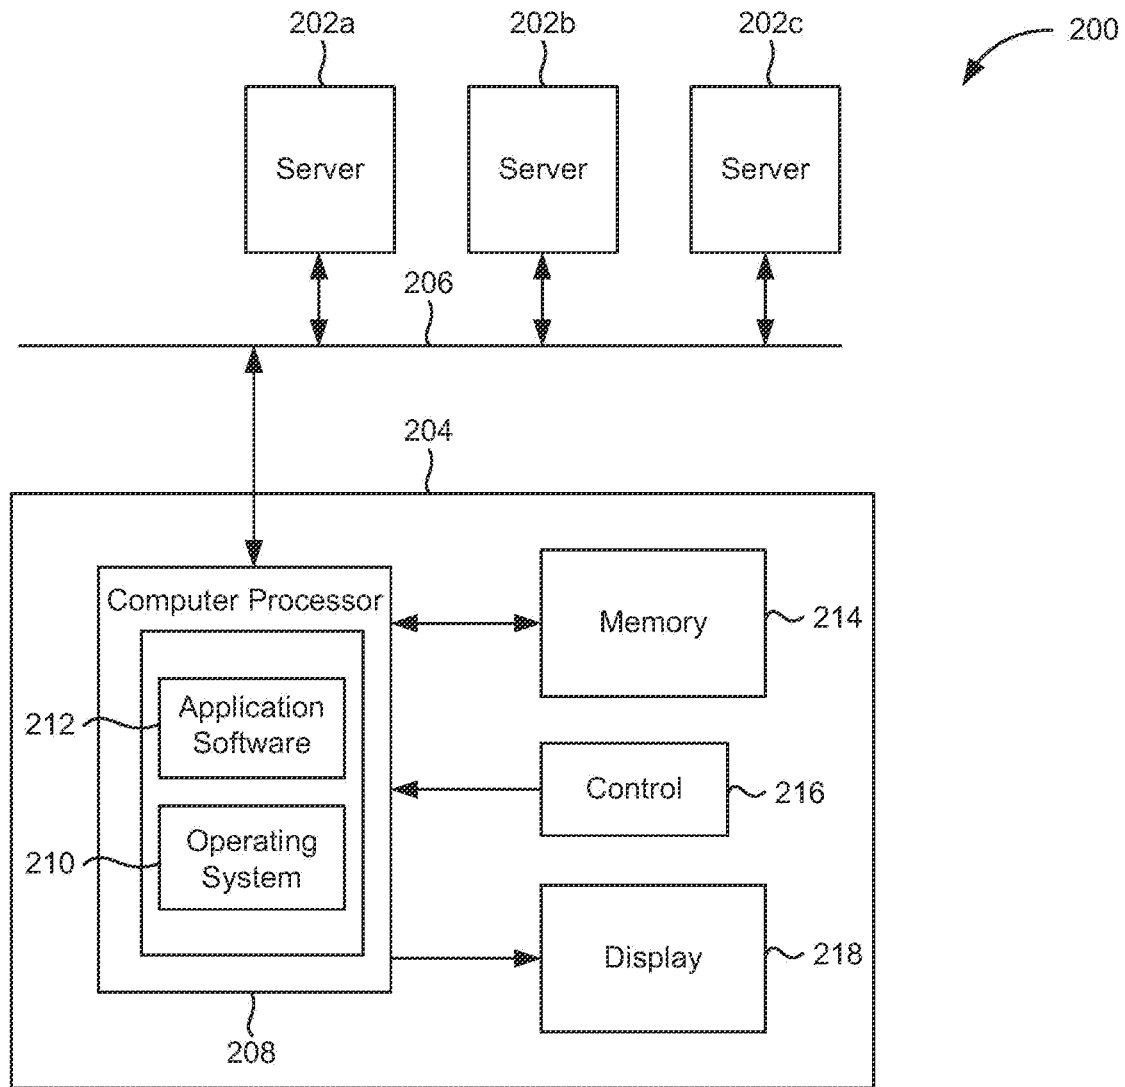 202a
202b
202c
200
Server
Server
Server
206
204
Computer Processor
Memory
214
212
Application
Software
Control
216
210
Operating
System
Display
218
208